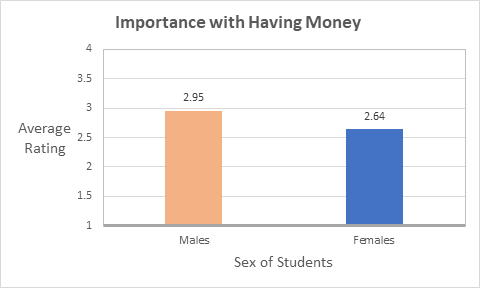 Importance with Having Money
4
3.5
3
2.5
2
1.5
1
2.95
2.64
Average
Rating
Males
Females
Sex of Students